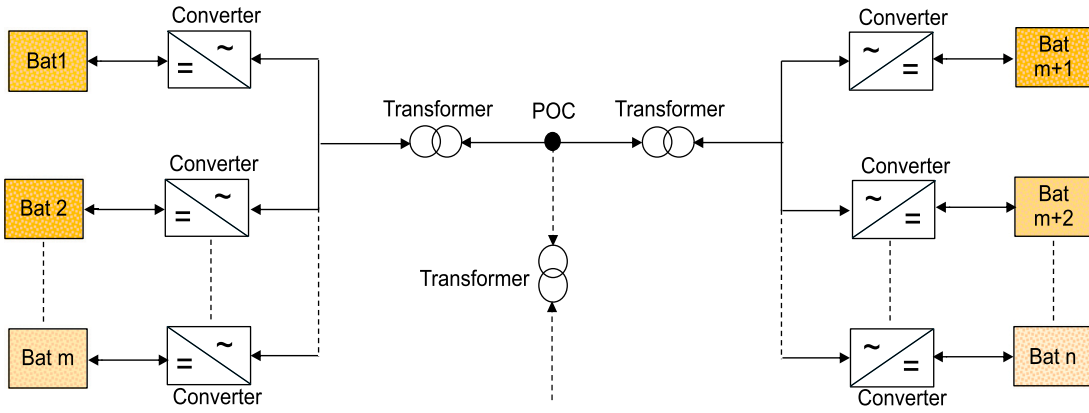 Converter
Converter
Bat1
~
=
~
=
Bat
m+1
Transformer
POC
Transformer
Converter
Converter
Bat 2
~
=
~
=
Bat
m+2
Transformer
Bat m
~
=
~
=
Bat n
Converter
Converter